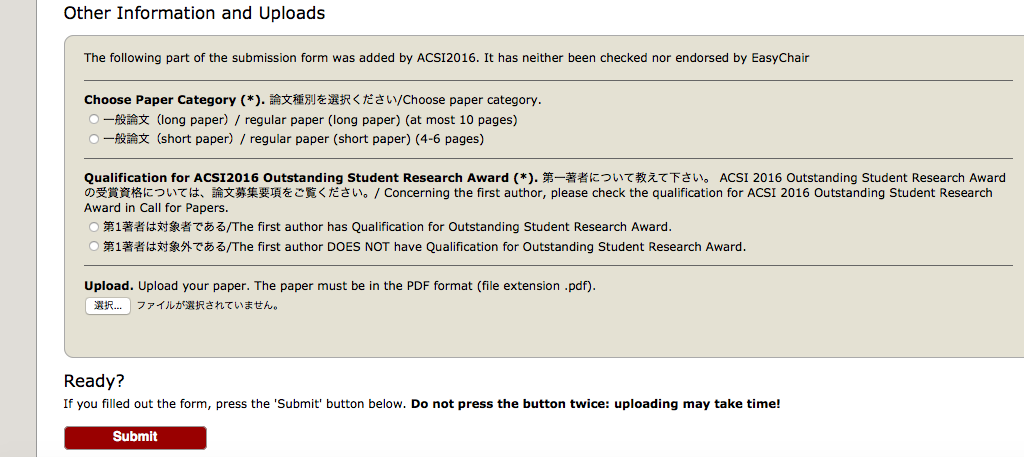 Other Information and Uploads
The following part of the submission form was added by ACSI2016. It has neither been checked nor endorsed by EasyChair
Choose Paper Category (*). 論文種別を選択ください/Choose paper category.
一般論文（long paper）/ regular paper (long paper) (at most 10 pages)
一般論文（short paper）/ regular paper (short paper) (4-6 pages)
Qualification for ACSI2016 Outstanding Student Research Award (*). 第一著者について教えて下さい。 ACSI 2016 Outstanding Student Research Award
の受賞資格については、論文募集要項をご覧ください。/ Concerning the first author, please check the qualification for ACSI 2016 Outstanding Student Research
Award in Call for Papers.
第1著者は対象者である/The first author has Qualification for Outstanding Student Research Award.
第1著者は対象外である/The first author DOES NOT have Qualification for Outstanding Student Research Award.
Upload. Upload your paper. The paper must be in the PDF format (file extension .pdf).
選択... ファイルが選択されていません。
Ready?
If you filled out the form, press the 'Submit' button below. Do not press the button twice: uploading may take time!
Submit